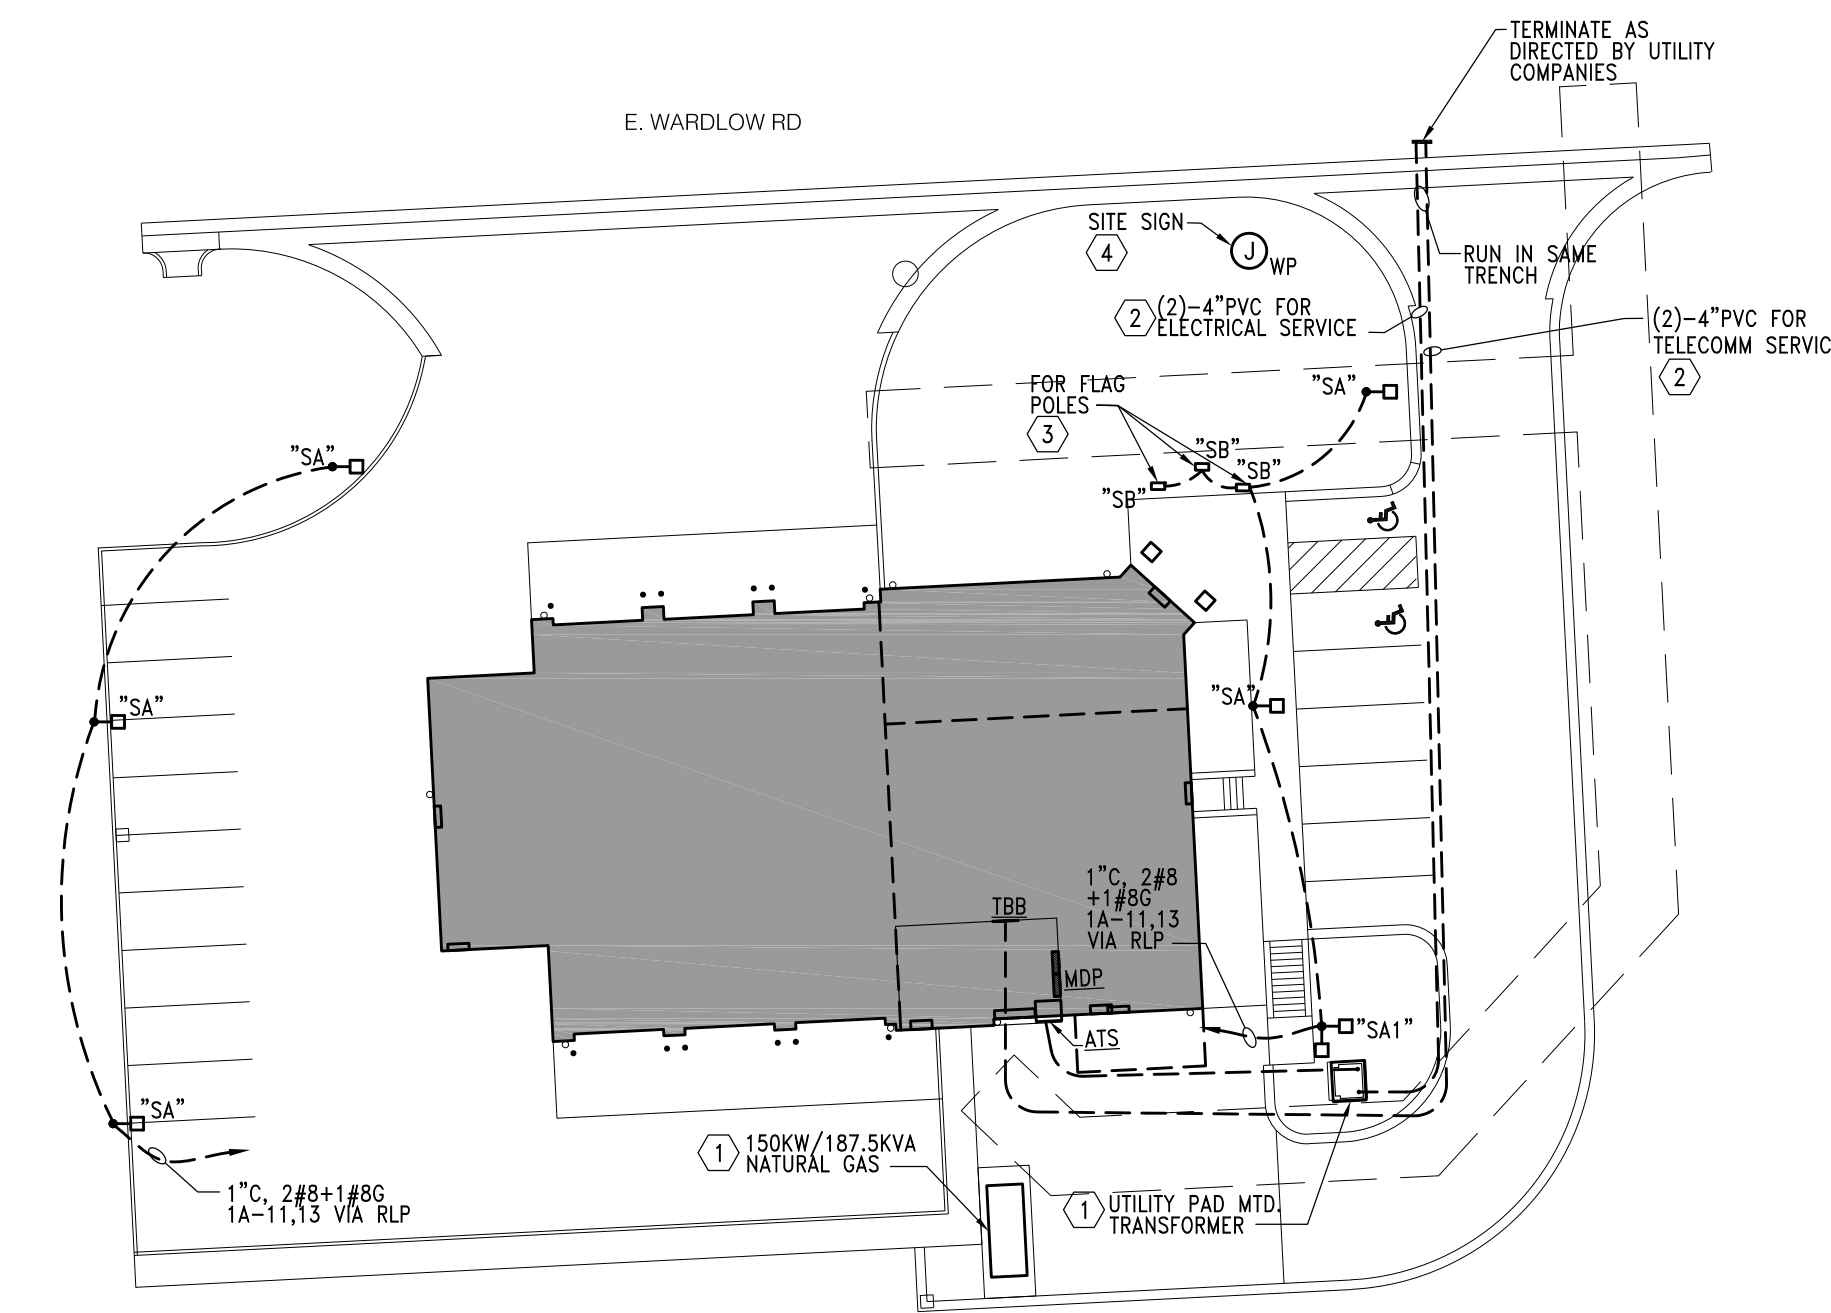 TERMINATE AS
DIRECTED BY UTILITY
COMPANIES
E. WARDLOW RD
SITE SIGN
4
J
WP
RUN IN SAME
TRENCH
2
(2)-4"PVC FOR
ELECTRICAL SERVICE
(2)-4"PVC FOR
TELECOMM SERVIC
2
FOR FLAG
POLES
3
"SA"
"SB"
"SB"
"SB"
"SA"
"SA"
"SA"
1"C, 2#8
+1#8G
1A-11,13
VIA RLP
TBB
MDP
ATS
"SA1"
"SA"
1"C, 2#8+1#8G
1A-11,13 VIA RLP
1
150KW/187.5KVA
NATURAL GAS
1
UTILITY PAD MTD.
TRANSFORMER